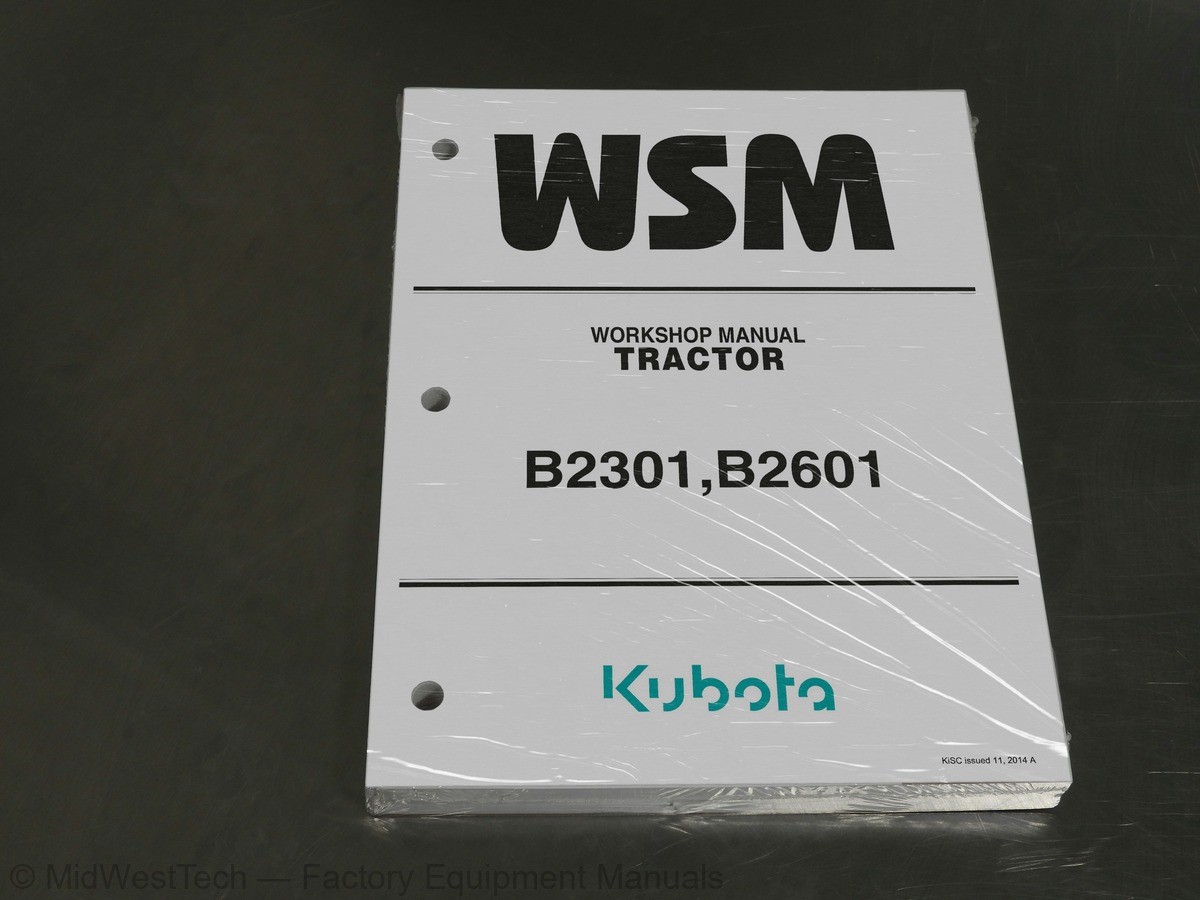 WSM
WORKSHOP MANUAL
TRACTOR
B2301,B2601
Kubota
KiSC issued 11, 2014 A
© MidWestTech — Factory Equipment Manuals